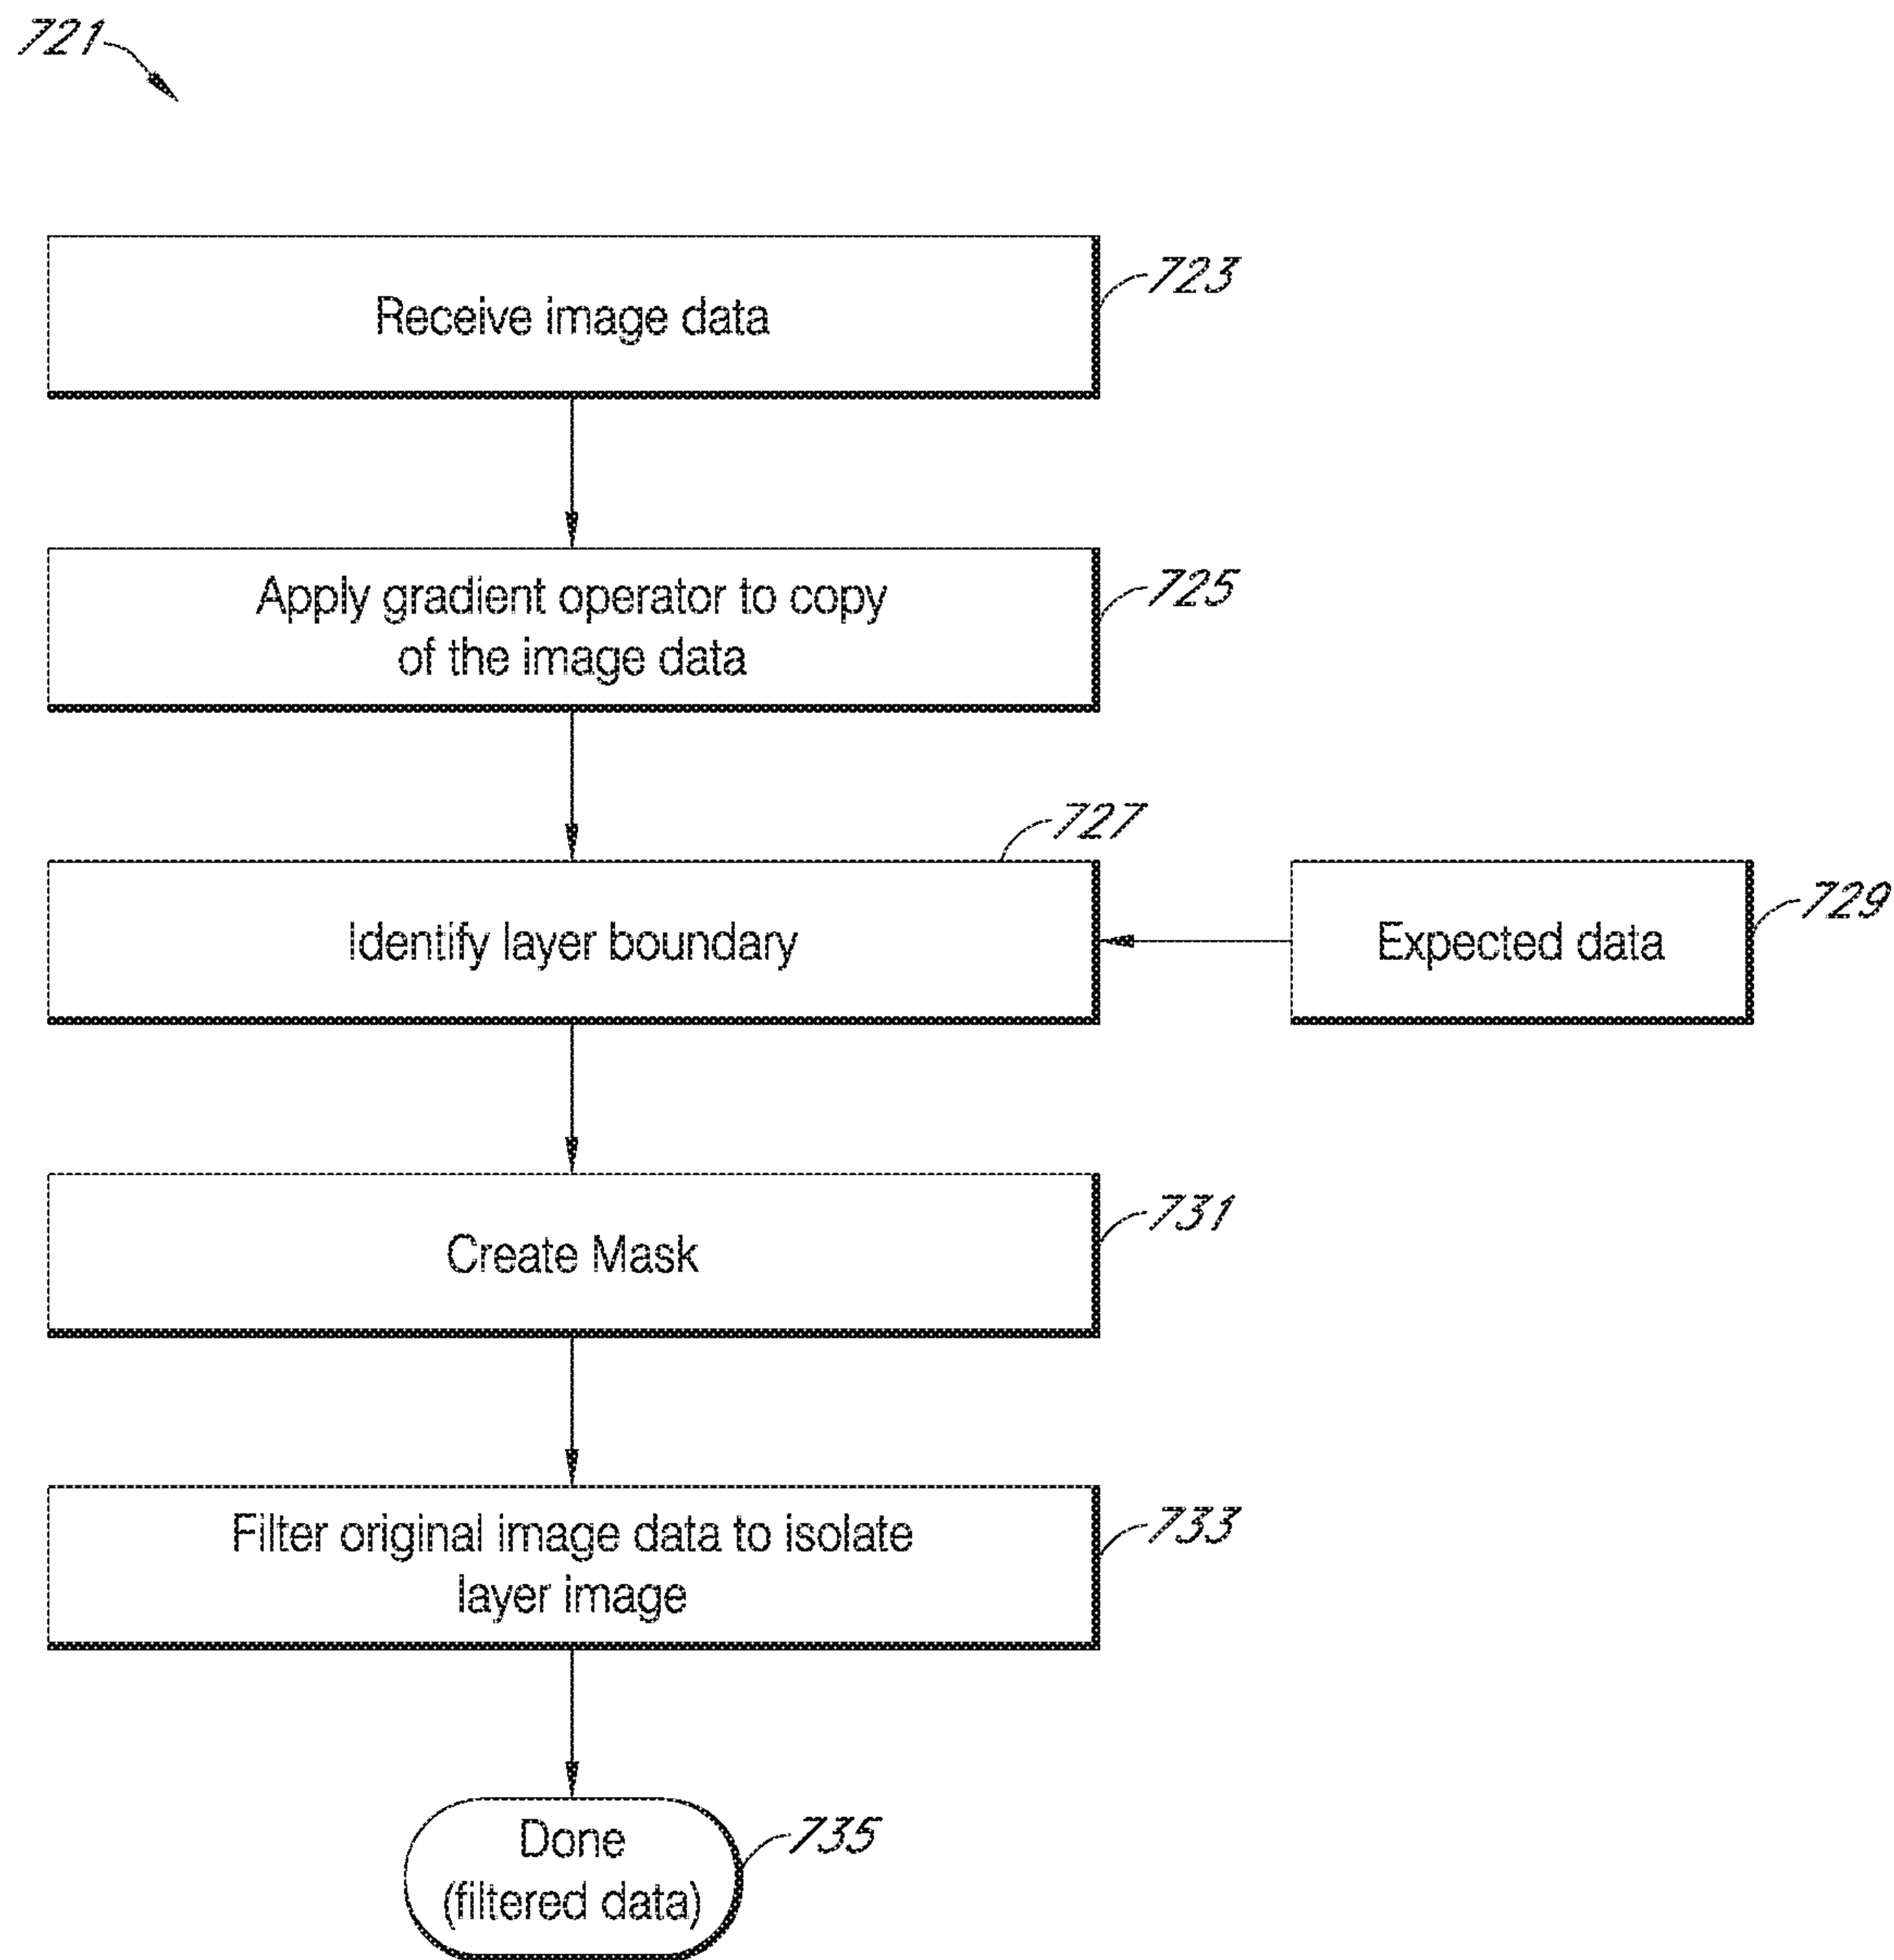 721
Receive image data
723
Apply gradient operator to copy
of the image data
725
727
Identify layer boundary
Expected data
729
Create Mask
731
Filter original image data to isolate
layer image
733
Done
(filtered data)
735